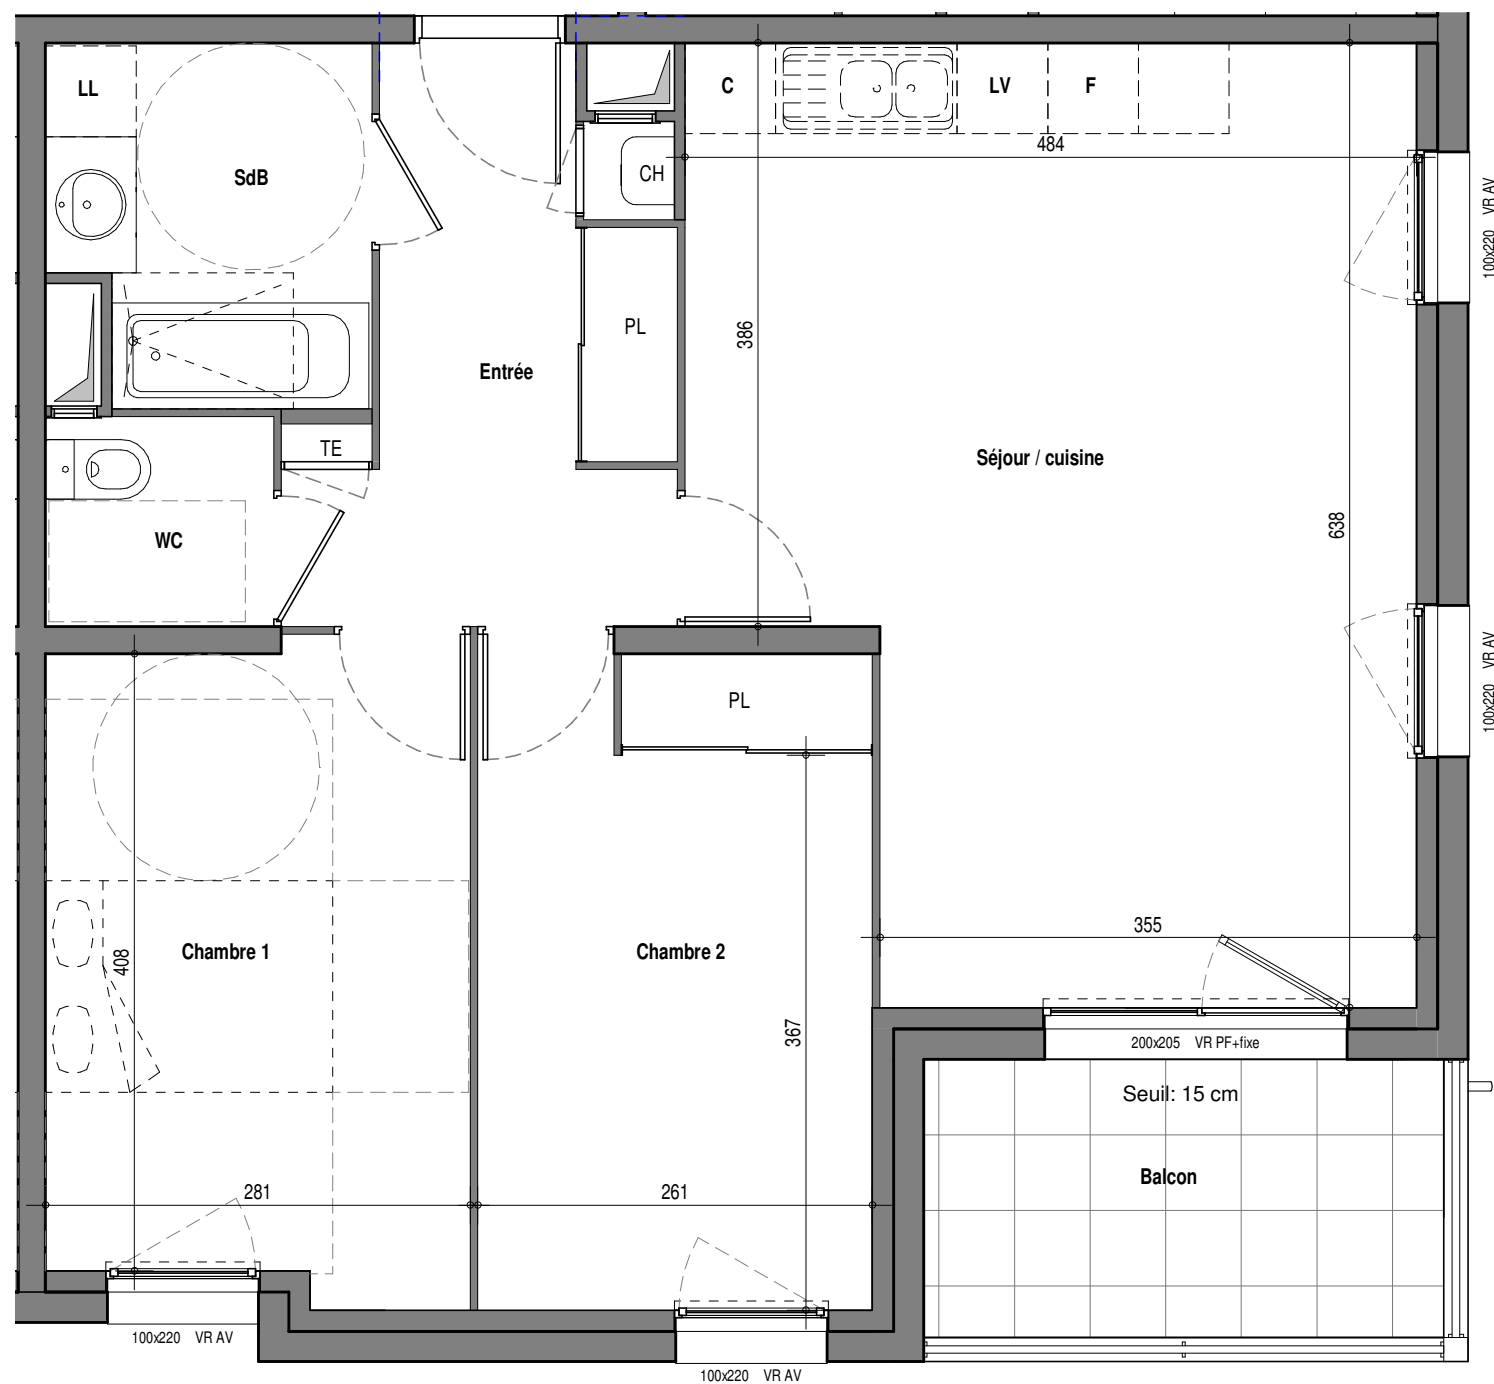 LL
C
LV
F
484
SdB
CH
100x220 VR AV
386
PL
Entrée
TE
Séjour / cuisine
638
WC
100x220 VR AV
PL
355
Chambre 1
408
Chambre 2
367
200x205 VR PF+fixe
Seuil: 15 cm
Balcon
281
261
100x220 VR AV
100x220 VR AV